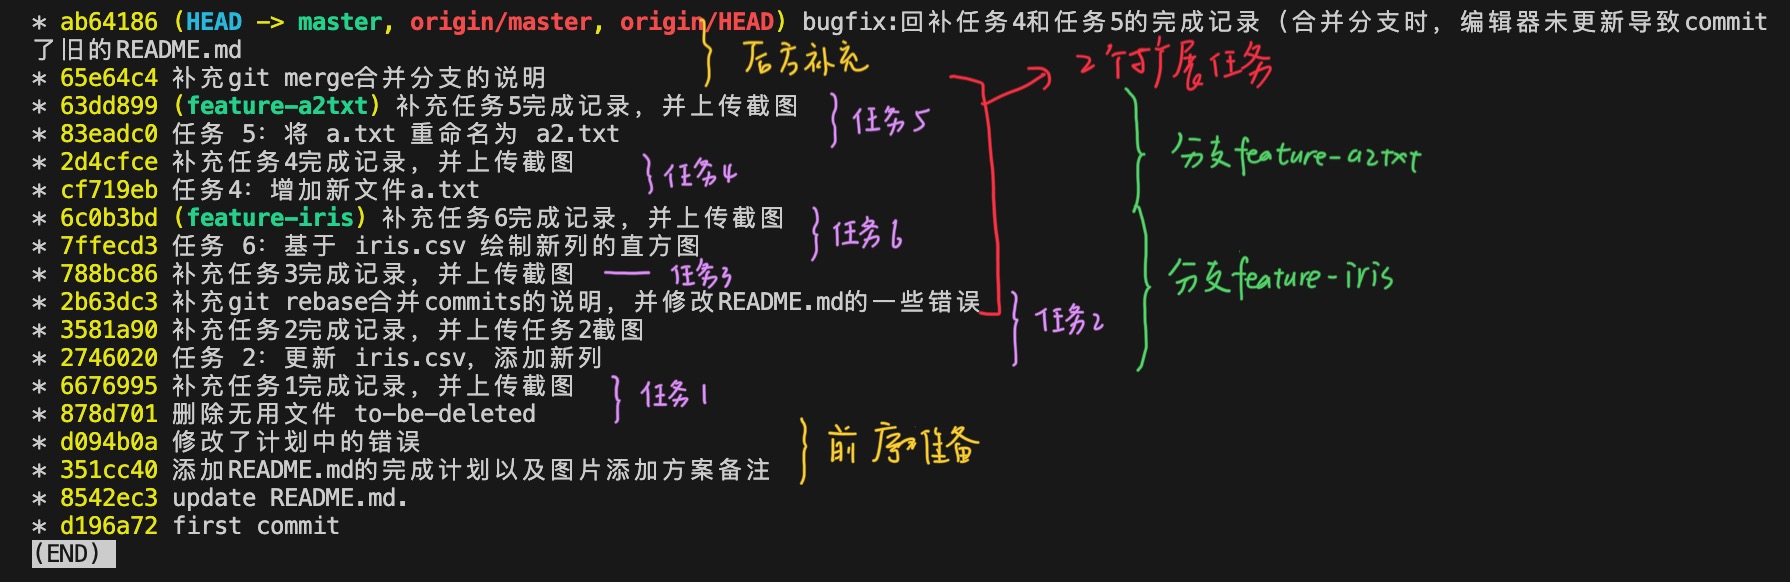 * ab64186 (HEAD -> master, origin/master, origin/HEAD) bugfix:回补任务4和任务5的完成记录（合并分支时，编辑器未更新导致commit
了旧的README.md
后方补充
* 65e64c4 补充git merge合并分支的说明
2个扩展任务
* 63dd899 (feature-a2txt) 补充任务5完成记录，并上传截图
任务5
* 83eadc0 任务 5：将 a.txt 重命名为 a2.txt
* 2d4cfce 补充任务4完成记录，并上传截图
任务4
分支feature-a2txt
* cf719eb 任务4：增加新文件a.txt
* 6c0b3bd (feature-iris) 补充任务6完成记录，并上传截图
任务6
* 7ffecd3 任务 6：基于 iris.csv 绘制新列的直方图
* 788bc86 补充任务3完成记录，并上传截图
任务3
分支feature-iris
* 2b63dc3 补充git rebase合并commits的说明，并修改README.md的一些错误
任务2
* 3581a90 补充任务2完成记录，并上传任务2截图
* 2746020 任务 2：更新 iris.csv，添加新列
* 6676995 补充任务1完成记录，并上传截图
任务1
* 878d701 删除无用文件 to-be-deleted
* d094b0a 修改了计划中的错误
前序准备
* 351cc40 添加README.md的完成计划以及图片添加方案备注
* 8542ec3 update README.md.
* d196a72 first commit
(END)